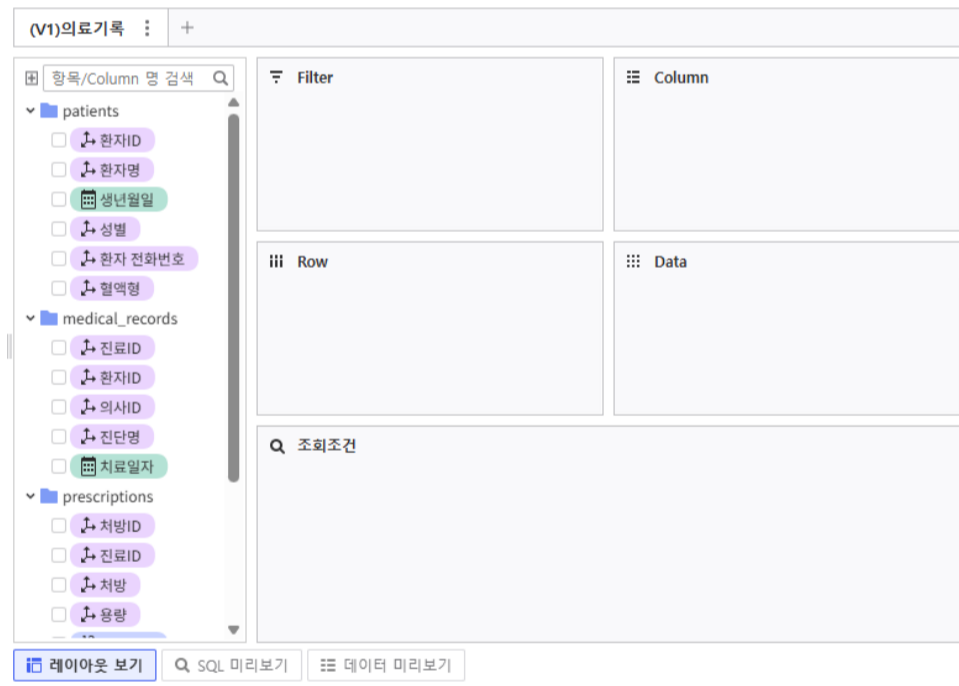 (V1)의료기록
항목/Column 명 검색
patients
환자ID
환자명
생년월일
성별
환자 전화번호
혈액형
medical_records
진료ID
환자ID
의사ID
진단명
치료일자
prescriptions
처방ID
진료ID
처방
용량
Filter
Column
Row
Data
조회조건
레이아웃 보기
SQL 미리보기
데이터 미리보기